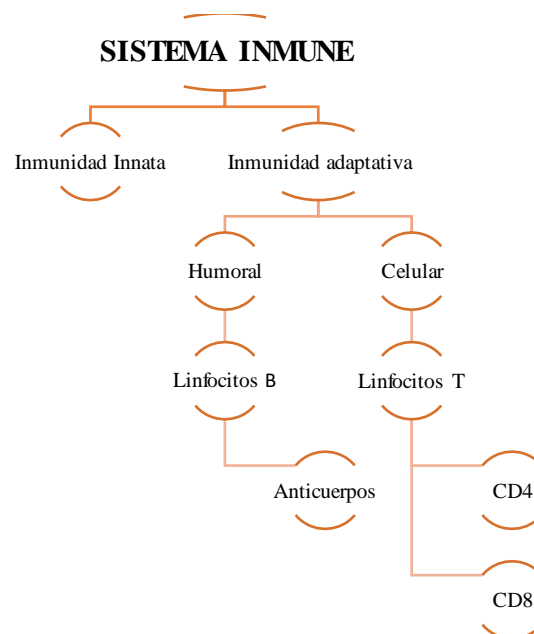 SISTEMA INMUNE
Inmunidad Innata
Inmunidad adaptativa
Humoral
Celular
Linfocitos B
Linfocitos T
Anticuerpos
CD4
CD8